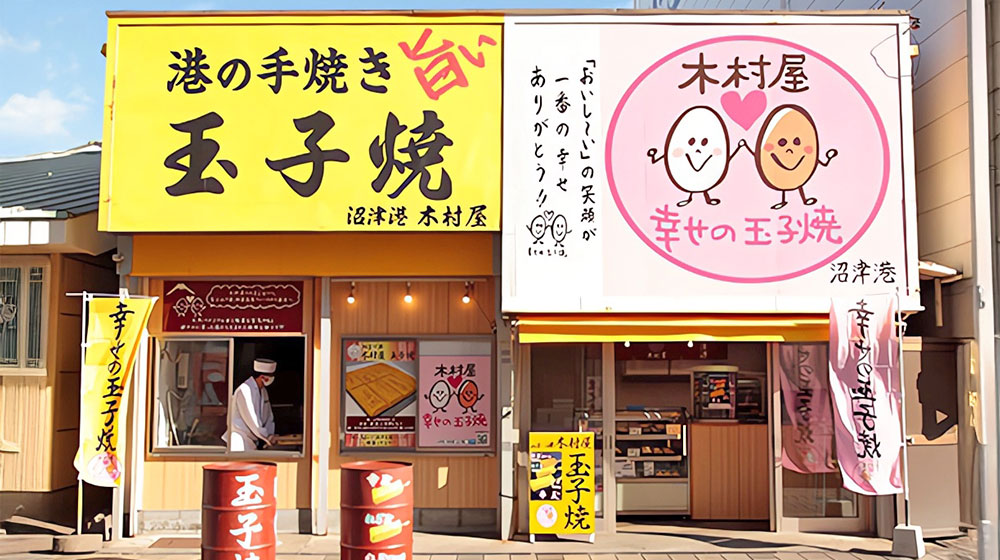 港の手焼き
旨い
玉子焼
沼津港 木村屋
「おいし〜い」の笑顔が
一番の幸せ
ありがとう!!
木村屋
幸せの玉子焼
沼津港
幸せの玉子焼
木村屋
木村屋
幸せの玉子焼
木村屋
玉子焼
幸せの玉子焼
玉子